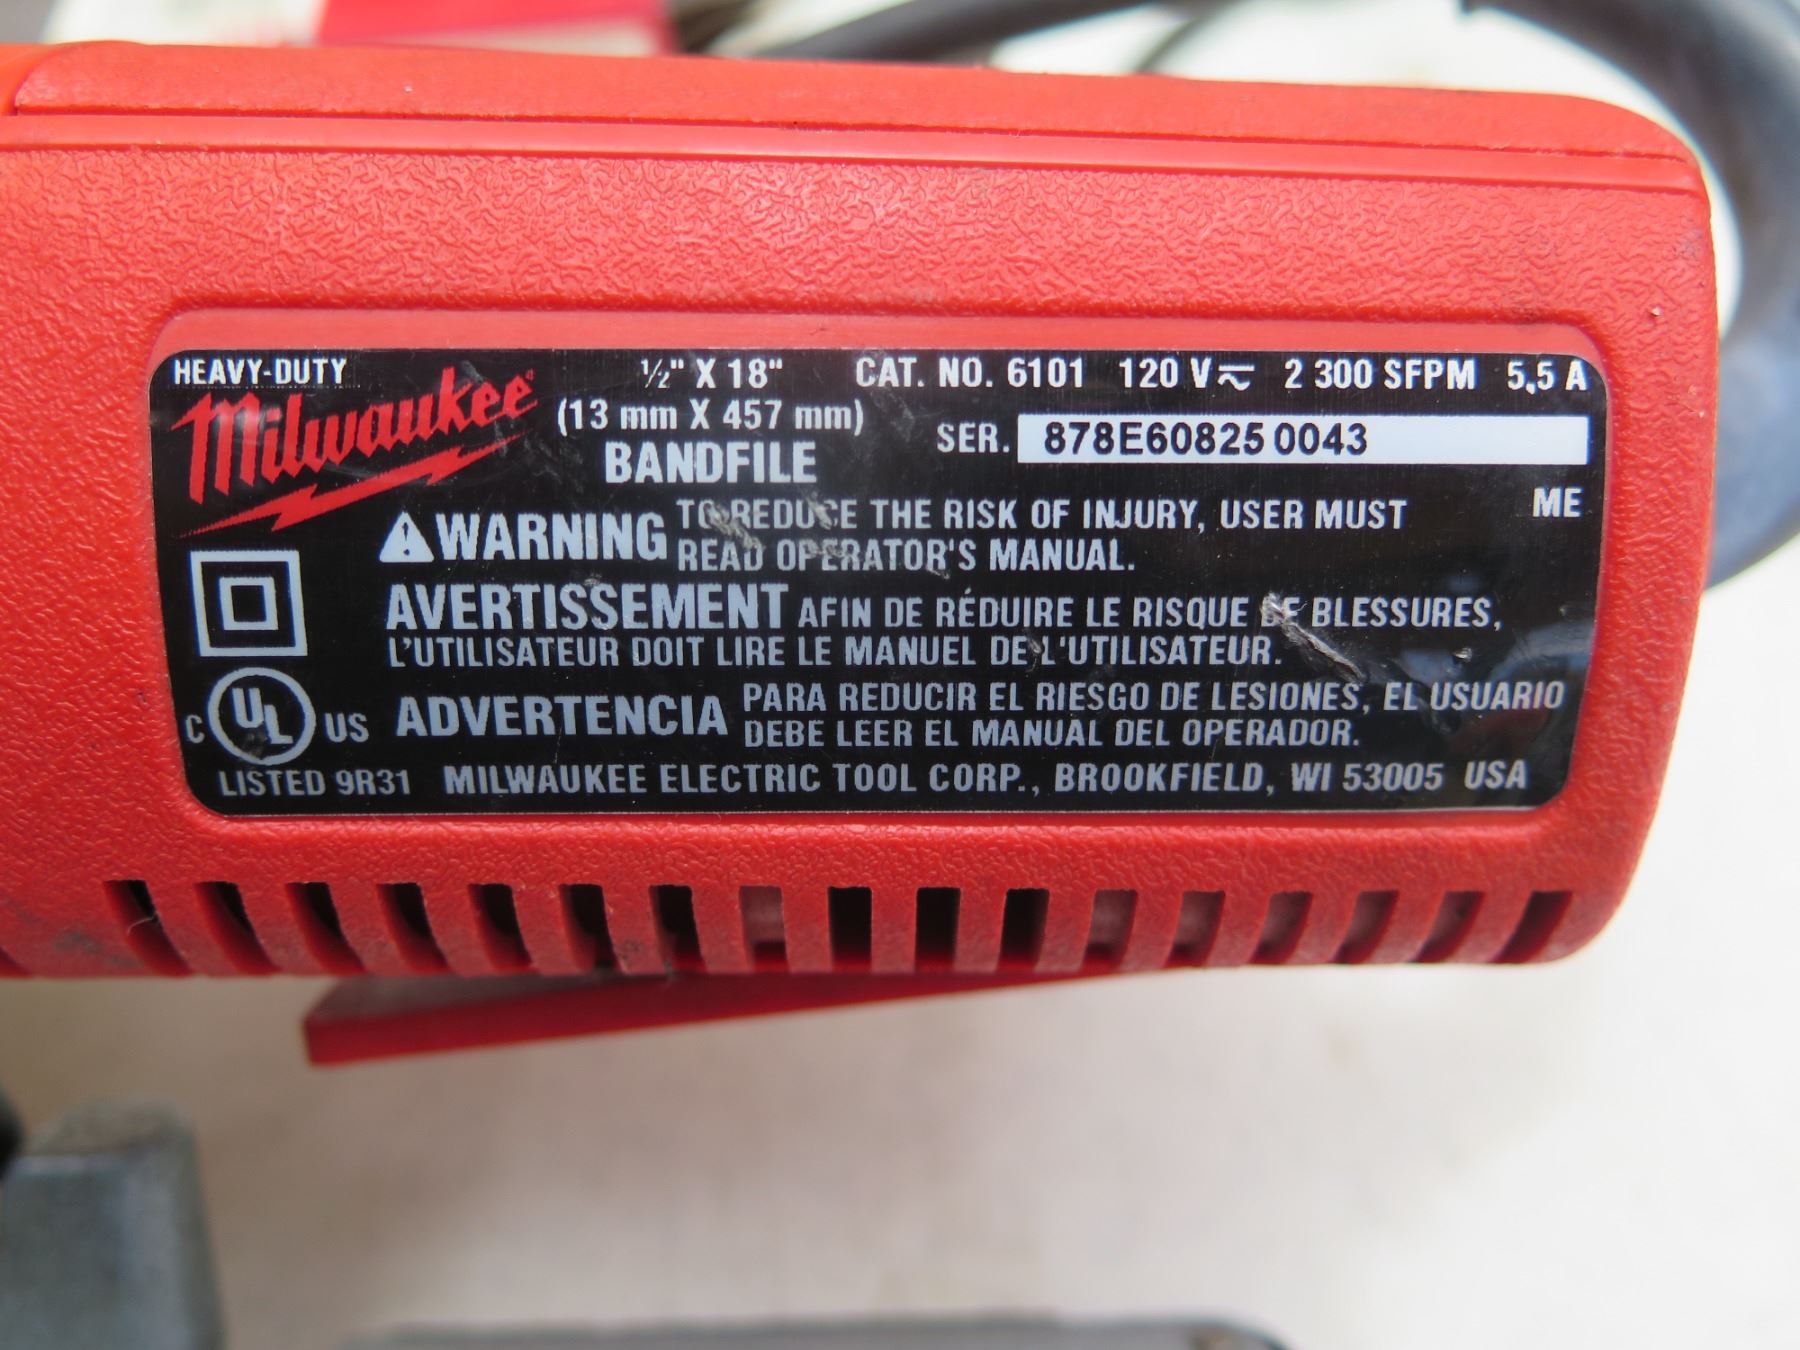 HEAVY-DUTY
Milwaukee
½" X 18"
(13 mm X 457 mm)
BANDFILE
CAT. NO. 6101 120 V ⎓∼ 2 300 SFPM 5,5 A
SER. 878E60825 0043
ME
⚠WARNING TO REDUCE THE RISK OF INJURY, USER MUST
READ OPERATOR'S MANUAL.
AVERTISSEMENT AFIN DE RÉDUIRE LE RISQUE DE BLESSURES,
L'UTILISATEUR DOIT LIRE LE MANUEL DE L'UTILISATEUR.
ADVERTENCIA PARA REDUCIR EL RIESGO DE LESIONES, EL USUARIO
DEBE LEER EL MANUAL DEL OPERADOR.
C UL US
LISTED 9R31 MILWAUKEE ELECTRIC TOOL CORP., BROOKFIELD, WI 53005 USA